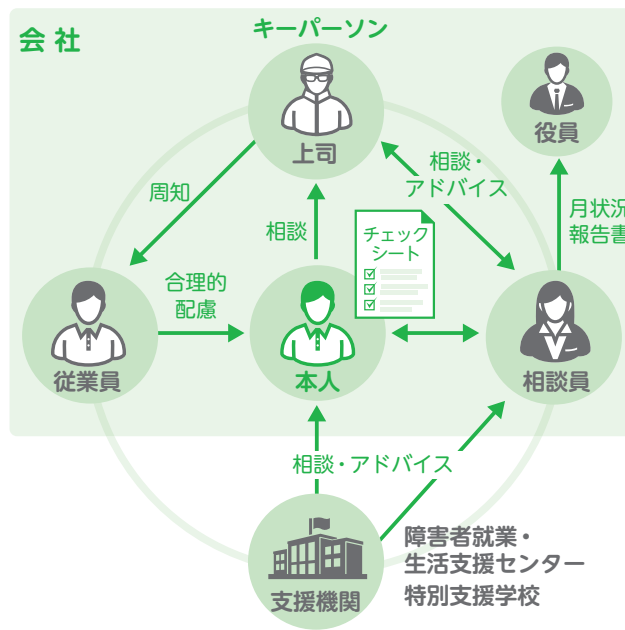 会社
キーパーソン
上司
役員
相談・
アドバイス
周知
相談
月状況
報告書
チェック
シート
合理的
配慮
従業員
本人
相談員
相談・アドバイス
支援機関
障害者就業・
生活支援センター
特別支援学校